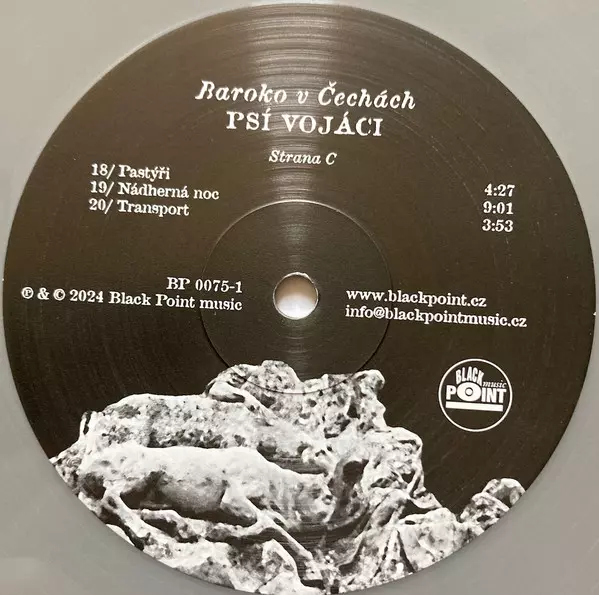 Baroko v Čechách
PSÍ VOJÁCI
Strana C
18/ Pastýři 4:27
19/ Nádherná noc 9:01
20/ Transport 3:53
BP 0075-1
℗ & © 2024 Black Point music
www.blackpoint.cz
info@blackpointmusic.cz
BLACK
music
POINT